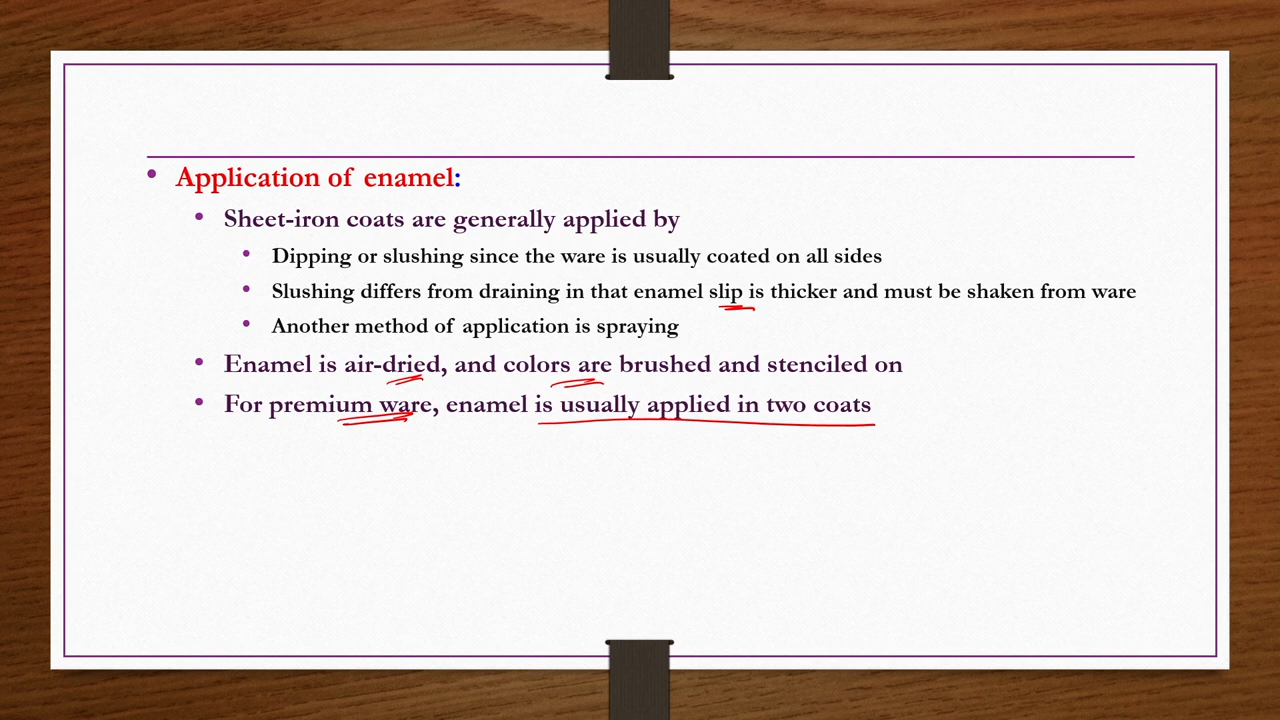 • Application of enamel:
• Sheet-iron coats are generally applied by
• Dipping or slushing since the ware is usually coated on all sides
• Slushing differs from draining in that enamel slip is thicker and must be shaken from ware
• Another method of application is spraying
• Enamel is air-dried, and colors are brushed and stenciled on
• For premium ware, enamel is usually applied in two coats